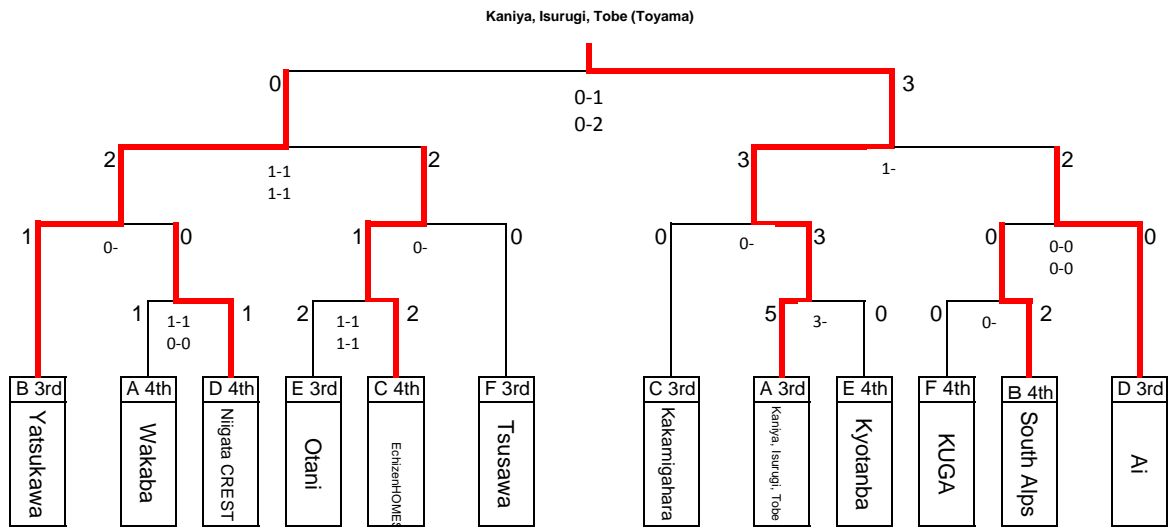 Kaniya, Isurugi, Tobe (Toyama)
0
3
0-1
0-2
2
2
3
2
1-1
1-1
1-
1
0
1
0
0
3
0
0
0-
0-
0-
0-0
0-0
1
1
2
2
5
0
0
2
1-1
0-0
1-1
1-1
3-
0-
B 3rd
A 4th
D 4th
E 3rd
C 4th
F 3rd
C 3rd
A 3rd
E 4th
F 4th
B 4th
D 3rd
Yatsukawa
Wakaba
Niigata CREST
Otani
EchizenHOMES
Tsusawa
Kakamigahara
Kaniya, Isurugi, Tobe
Kyotanba
KUGA
South Alps
Ai